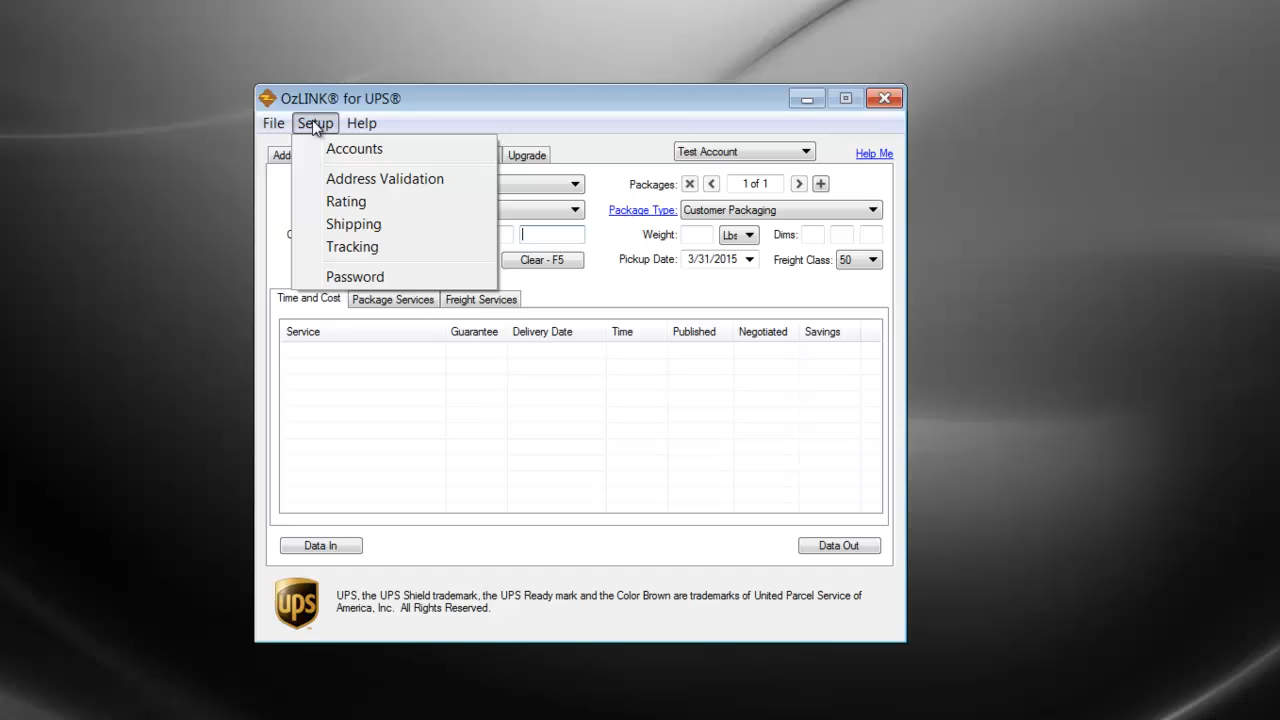 OzLINK® for UPS®
File Setup Help
Accounts
Address Validation
Rating
Shipping
Tracking
Password
Upgrade
Test Account
Help Me
Packages: 1 of 1
Package Type: Customer Packaging
Weight: Lbs Dims:
Clear - F5
Pickup Date: 3/31/2015 Freight Class: 50
Time and Cost Package Services Freight Services
Service Guarantee Delivery Date Time Published Negotiated Savings
Data In Data Out
ups
UPS, the UPS Shield trademark, the UPS Ready mark and the Color Brown are trademarks of United Parcel Service of
America, Inc. All Rights Reserved.